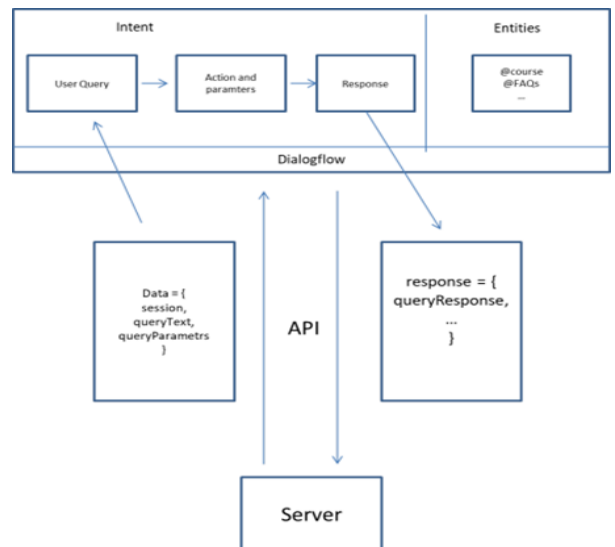 Intent
Entities
User Query
Action and
paramters
Response
@course
@FAQs
...
Dialogflow
Data = {
session,
queryText,
queryParametrs
}
API
response = {
queryResponse,
...
}
Server